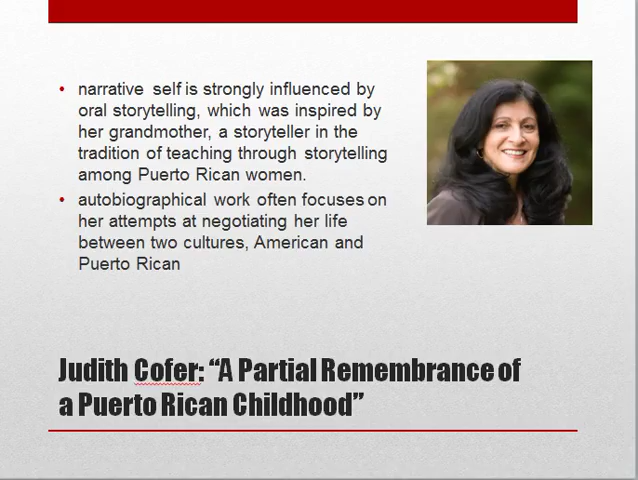 • narrative self is strongly influenced by
oral storytelling, which was inspired by
her grandmother, a storyteller in the
tradition of teaching through storytelling
among Puerto Rican women.
• autobiographical work often focuses on
her attempts at negotiating her life
between two cultures, American and
Puerto Rican
Judith Cofer: “A Partial Remembrance of
a Puerto Rican Childhood”